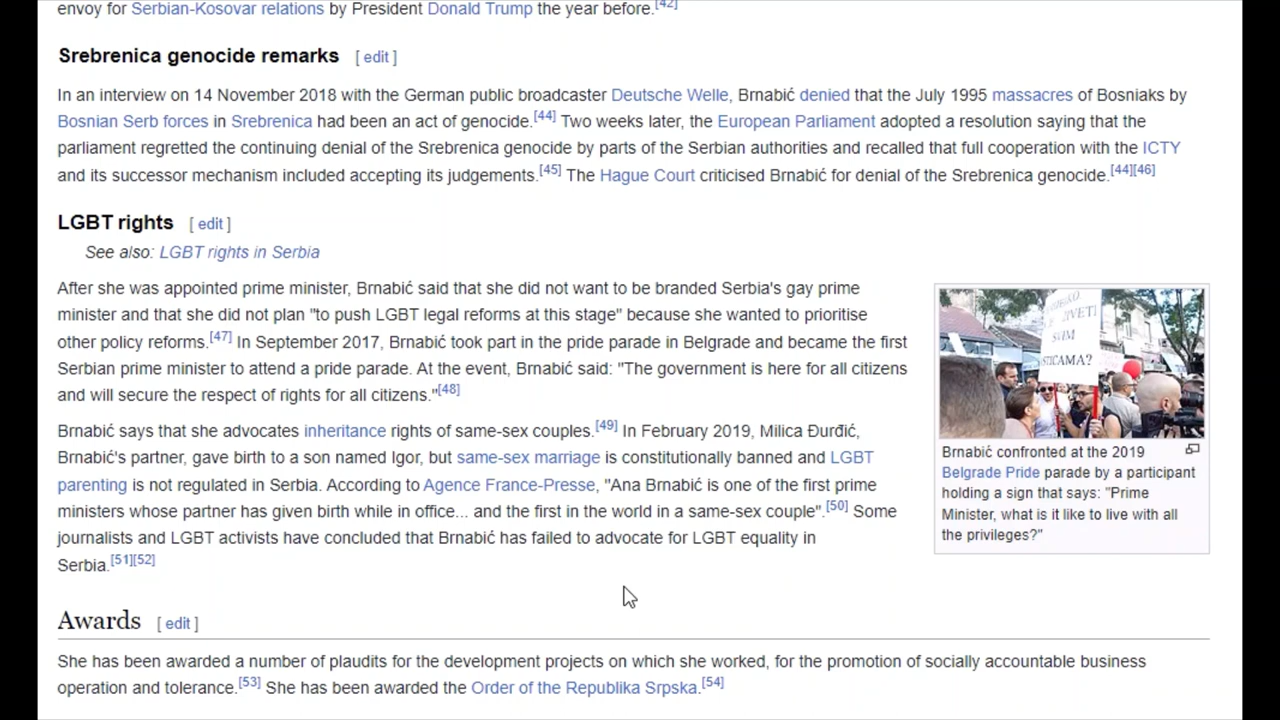 envoy for Serbian-Kosovar relations by President Donald Trump the year before.[42]
Srebrenica genocide remarks [ edit ]
In an interview on 14 November 2018 with the German public broadcaster Deutsche Welle, Brnabić denied that the July 1995 massacres of Bosniaks by
Bosnian Serb forces in Srebrenica had been an act of genocide.[44] Two weeks later, the European Parliament adopted a resolution saying that the
parliament regretted the continuing denial of the Srebrenica genocide by parts of the Serbian authorities and recalled that full cooperation with the ICTY
and its successor mechanism included accepting its judgements.[45] The Hague Court criticised Brnabić for denial of the Srebrenica genocide.[44][46]
LGBT rights [ edit ]
See also: LGBT rights in Serbia
After she was appointed prime minister, Brnabić said that she did not want to be branded Serbia's gay prime
minister and that she did not plan "to push LGBT legal reforms at this stage" because she wanted to prioritise
other policy reforms.[47] In September 2017, Brnabić took part in the pride parade in Belgrade and became the first
Serbian prime minister to attend a pride parade. At the event, Brnabić said: "The government is here for all citizens
and will secure the respect of rights for all citizens."[48]
Brnabić says that she advocates inheritance rights of same-sex couples.[49] In February 2019, Milica Đurđić,
Brnabić's partner, gave birth to a son named Igor, but same-sex marriage is constitutionally banned and LGBT
parenting is not regulated in Serbia. According to Agence France-Presse, "Ana Brnabić is one of the first prime
ministers whose partner has given birth while in office... and the first in the world in a same-sex couple".[50] Some
journalists and LGBT activists have concluded that Brnabić has failed to advocate for LGBT equality in
Serbia.[51][52]
ŽIVETI
SVIM
Brnabić confronted at the 2019
Belgrade Pride parade by a participant
holding a sign that says: "Prime
Minister, what is it like to live with all
the privileges?"
Awards [ edit ]
She has been awarded a number of plaudits for the development projects on which she worked, for the promotion of socially accountable business
operation and tolerance.[53] She has been awarded the Order of the Republika Srpska.[54]